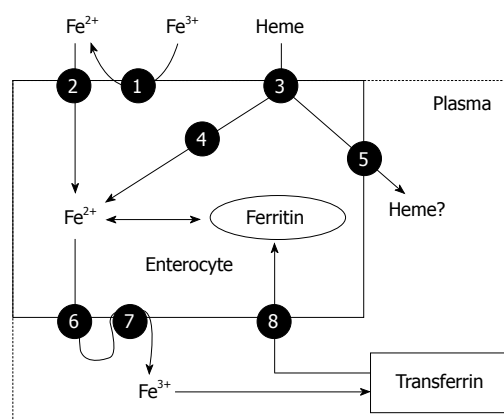 Fe²⁺ Fe³⁺ Heme
2 1 3
Plasma
4
5
Fe²⁺ Ferritin Heme?
Enterocyte
6 7 8
Fe³⁺ Transferrin